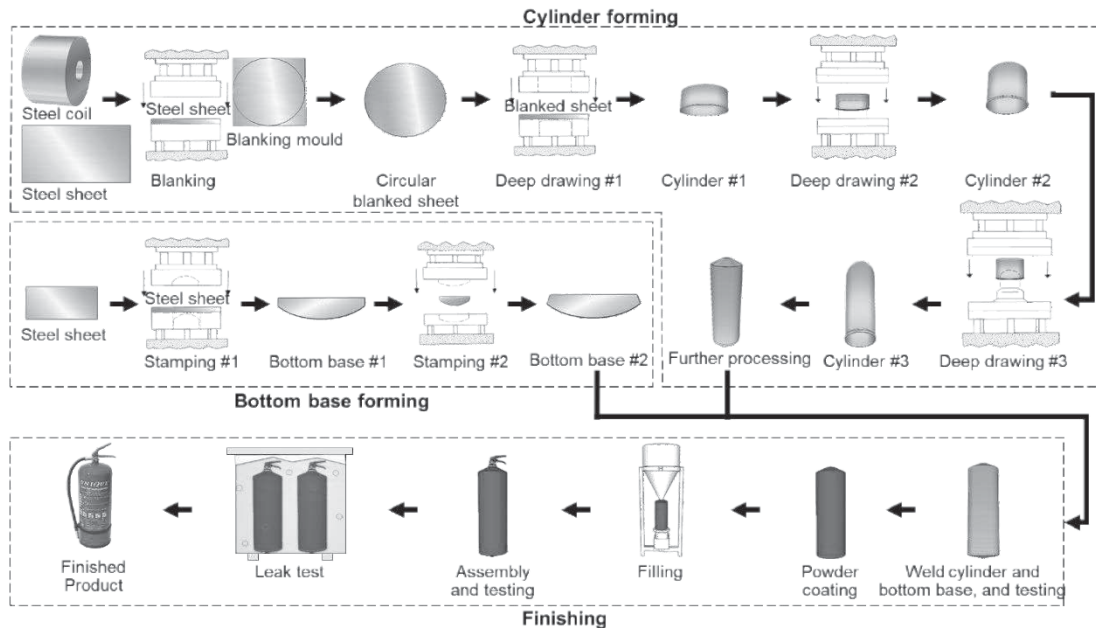 Cylinder forming
Steel coil
Steel sheet
Steel sheet
Blanking
Blanking mould
Circular
blanked sheet
Blanked sheet
Deep drawing #1
Cylinder #1
Deep drawing #2
Cylinder #2
Deep drawing #3
Cylinder #3
Further processing
Steel sheet
Steel sheet
Stamping #1
Bottom base #1
Stamping #2
Bottom base #2
Bottom base forming
Weld cylinder and
bottom base, and testing
Powder
coating
Filling
Assembly
and testing
Leak test
Finished
Product
Finishing